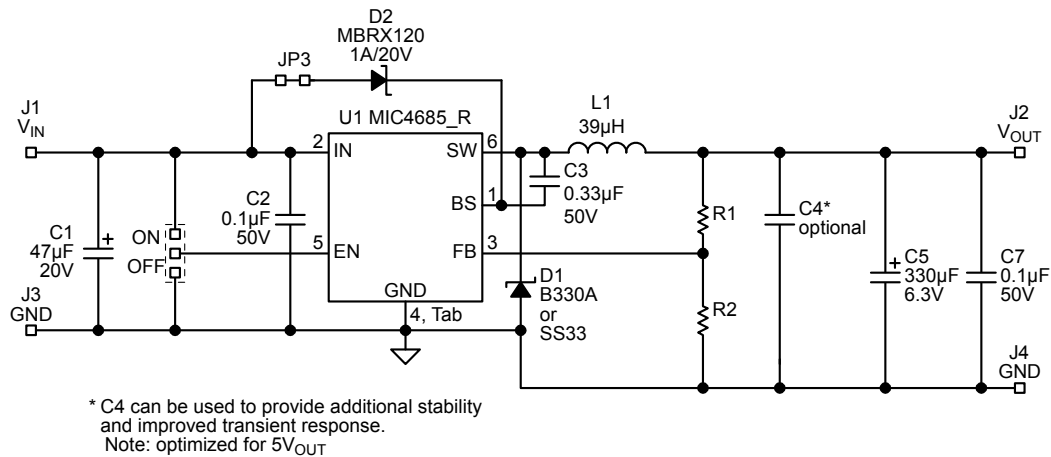 D2
MBRX120
1A/20V
JP3
J1
VIN
U1 MIC4685_R
L1
39µH
J2
VOUT
2
IN
SW
6
C3
0.33µF
50V
1
BS
C2
0.1µF
50V
R1
C4*
optional
C1
+
47µF
20V
ON
OFF
5
EN
FB
3
C5
+
330µF
6.3V
C7
0.1µF
50V
J3
GND
GND
4, Tab
D1
B330A
or
SS33
R2
J4
GND
* C4 can be used to provide additional stability
and improved transient response.
Note: optimized for 5VOUT